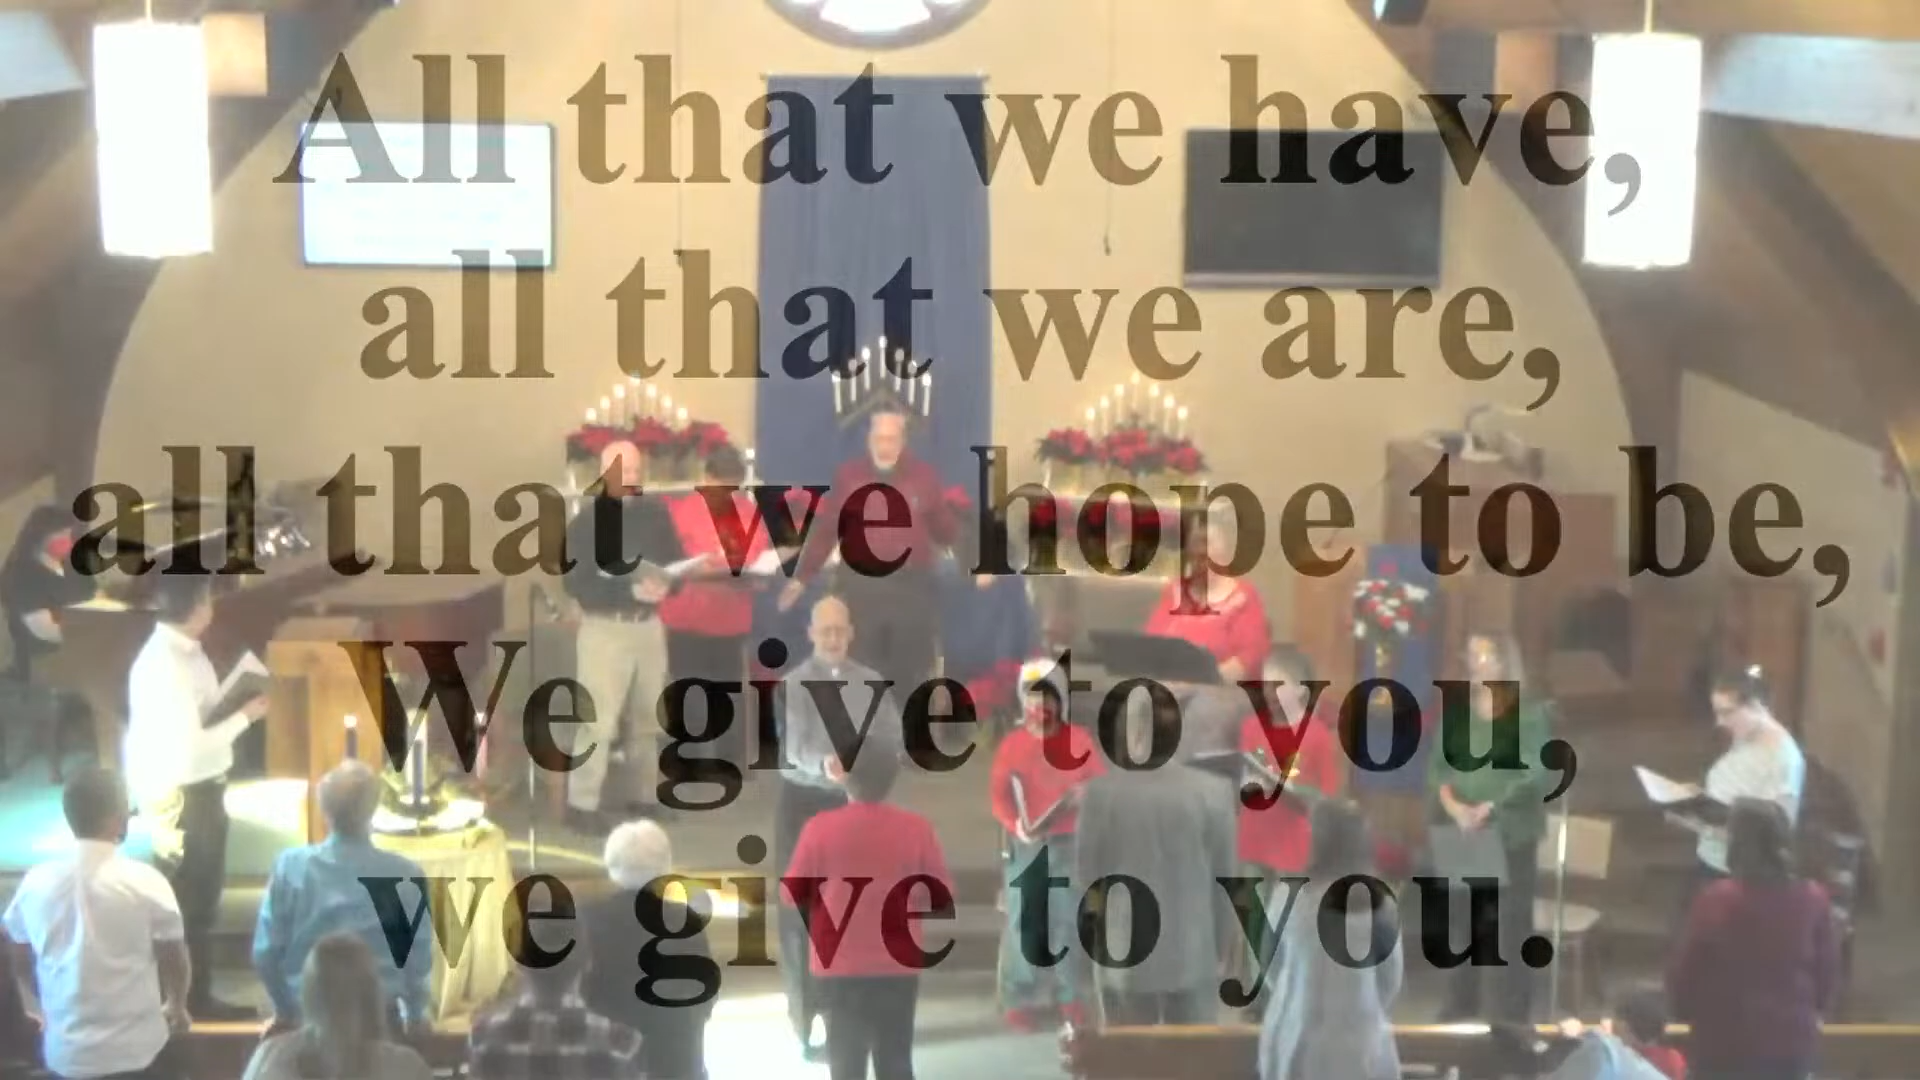 All that we have,
all that we are,
all that we hope to be,
We give to you,
we give to you.